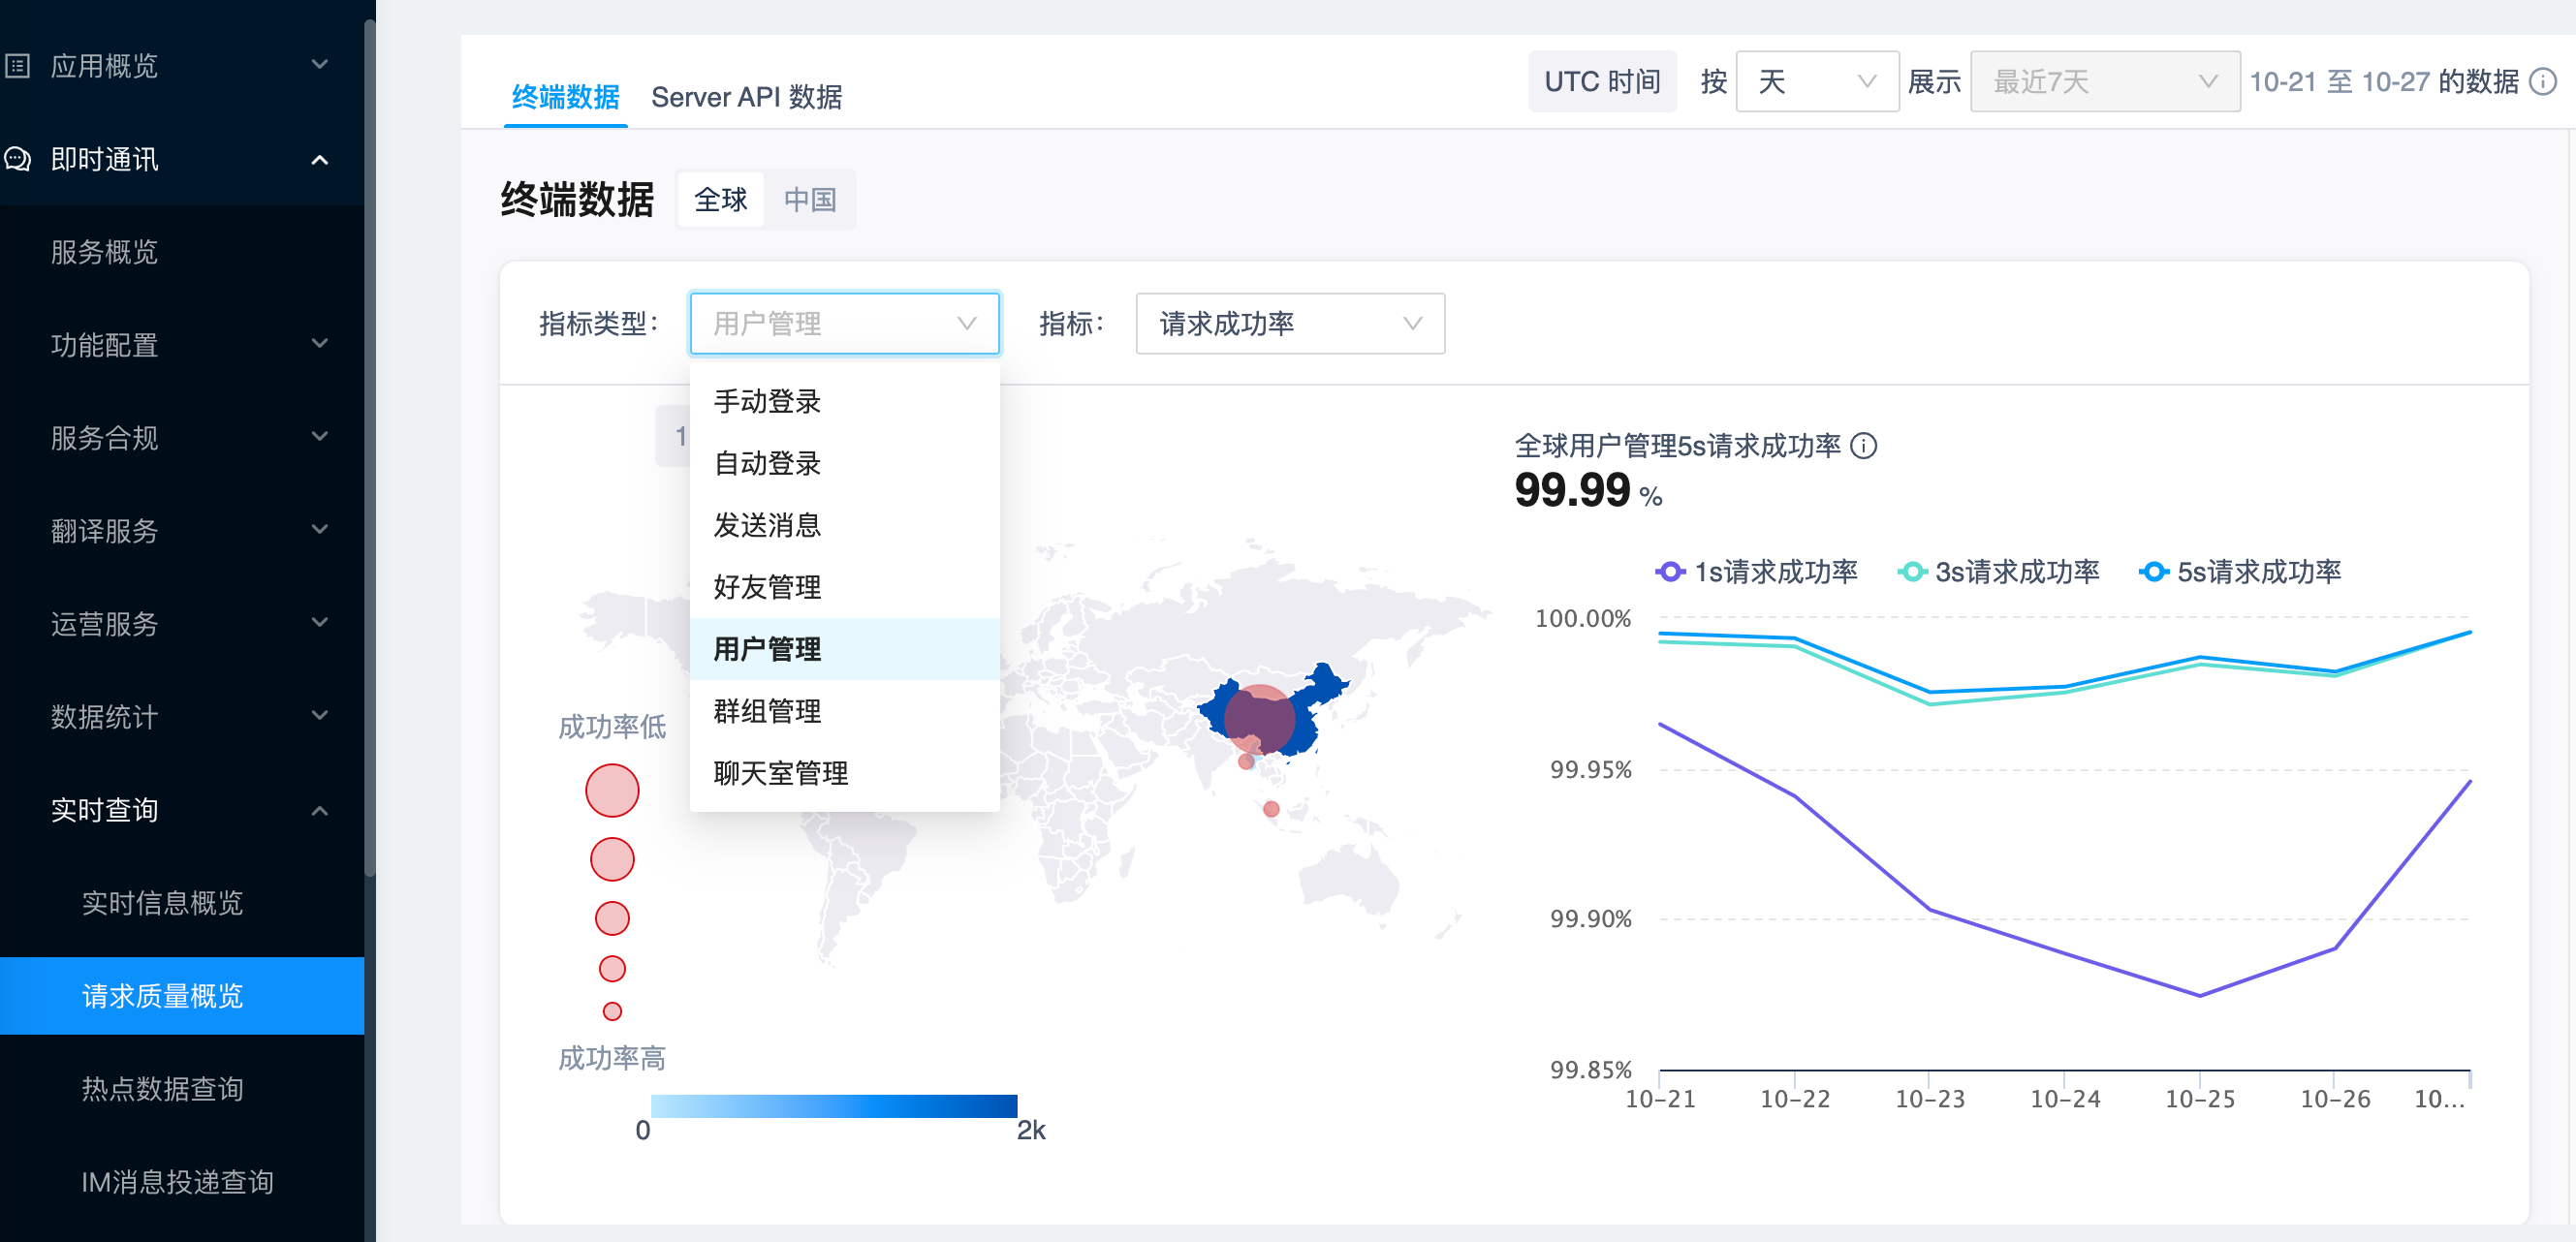 应用概览
即时通讯
服务概览
功能配置
服务合规
翻译服务
运营服务
数据统计
实时查询
实时信息概览
请求质量概览
热点数据查询
IM消息投递查询
终端数据 Server API 数据
UTC 时间 按 天 展示 最近7天 10-21 至 10-27 的数据
终端数据 全球 中国
指标类型： 用户管理 指标： 请求成功率
手动登录
自动登录
发送消息
好友管理
用户管理
群组管理
聊天室管理
1
成功率低
成功率高
0 2k
全球用户管理5s请求成功率
99.99 %
1s请求成功率 3s请求成功率 5s请求成功率
100.00%
99.95%
99.90%
99.85%
10-21 10-22 10-23 10-24 10-25 10-26 10...